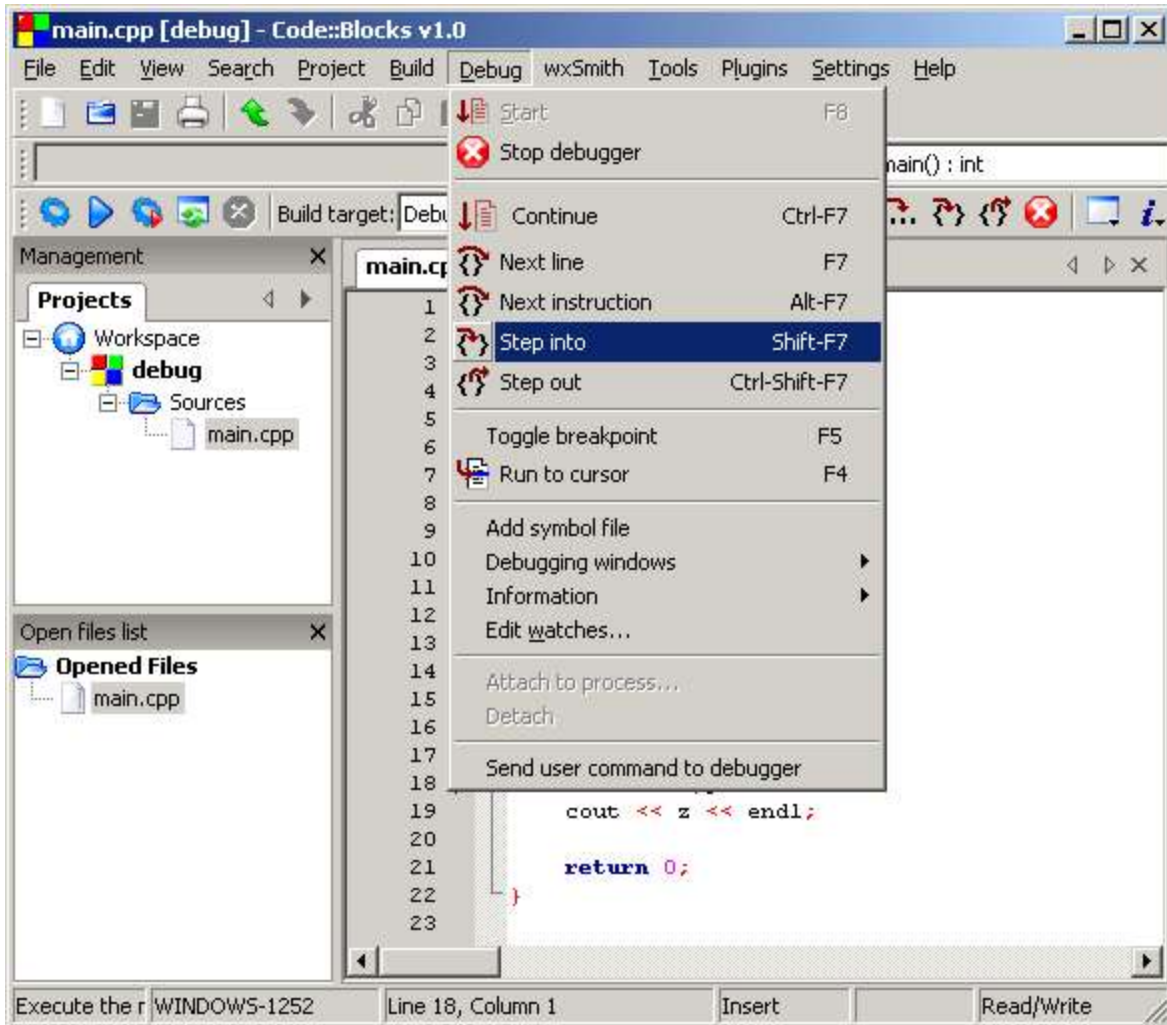 main.cpp [debug] - Code::Blocks v1.0
File Edit View Search Project Build Debug wxSmith Tools Plugins Settings Help
Start F8
Stop debugger
main() : int
Build target:
Continue Ctrl-F7
Next line F7
Next instruction Alt-F7
Step into Shift-F7
Step out Ctrl-Shift-F7
Toggle breakpoint F5
Run to cursor F4
Add symbol file
Debugging windows
Information
Edit watches...
Attach to process...
Detach
Send user command to debugger
Management
Projects
Workspace
debug
Sources
main.cpp
Open files list
Opened Files
main.cpp
1
2
3
4
5
6
7
8
9
10
11
12
13
14
15
16
17
18
19 cout << z << endl;
20
21 return 0;
22 }
23
Execute the WINDOWS-1252 Line 18, Column 1 Insert Read/Write